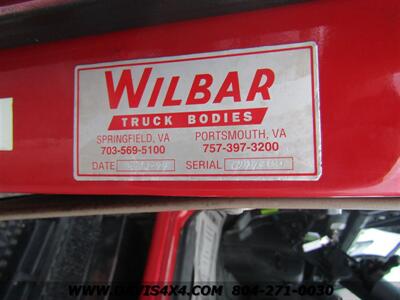 WILBAR
TRUCK BODIES
SPRINGFIELD, VA PORTSMOUTH, VA
703-569-5100 757-397-3200
DATE SERIAL
WWW.DAVIS4X4.COM 804-271-0030